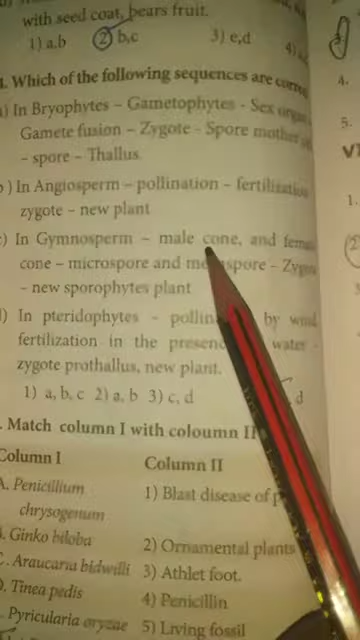 with seed coat, bears fruit.
1) a,b 2) b,c 3) e,d 4)
4.
. Which of the following sequences are
) In Bryophytes – Gametophytes - Sex
Gamete fusion – Zygote - Spore mother
- spore – Thallus.
5.
) In Angiosperm – pollination – fertilization
zygote – new plant
1.
) In Gymnosperm – male cone, and
cone – microspore and – 
- new sporophytes plant
) In pteridophytes - by
fertilization in the water -
zygote prothallus, new plant.
1) a, b, c 2) a, b 3) c, d d
. Match column I with coloumn II
Column I Column II
A. Penicillium 1) Blast disease of
chrysogenum
. Ginko biloba 2) Ornamental plants
. Araucaria bidwilli 3) Athlet foot.
. Tinea pedis 4) Penicillin
. Pyricularia oryzae 5) Living fossil